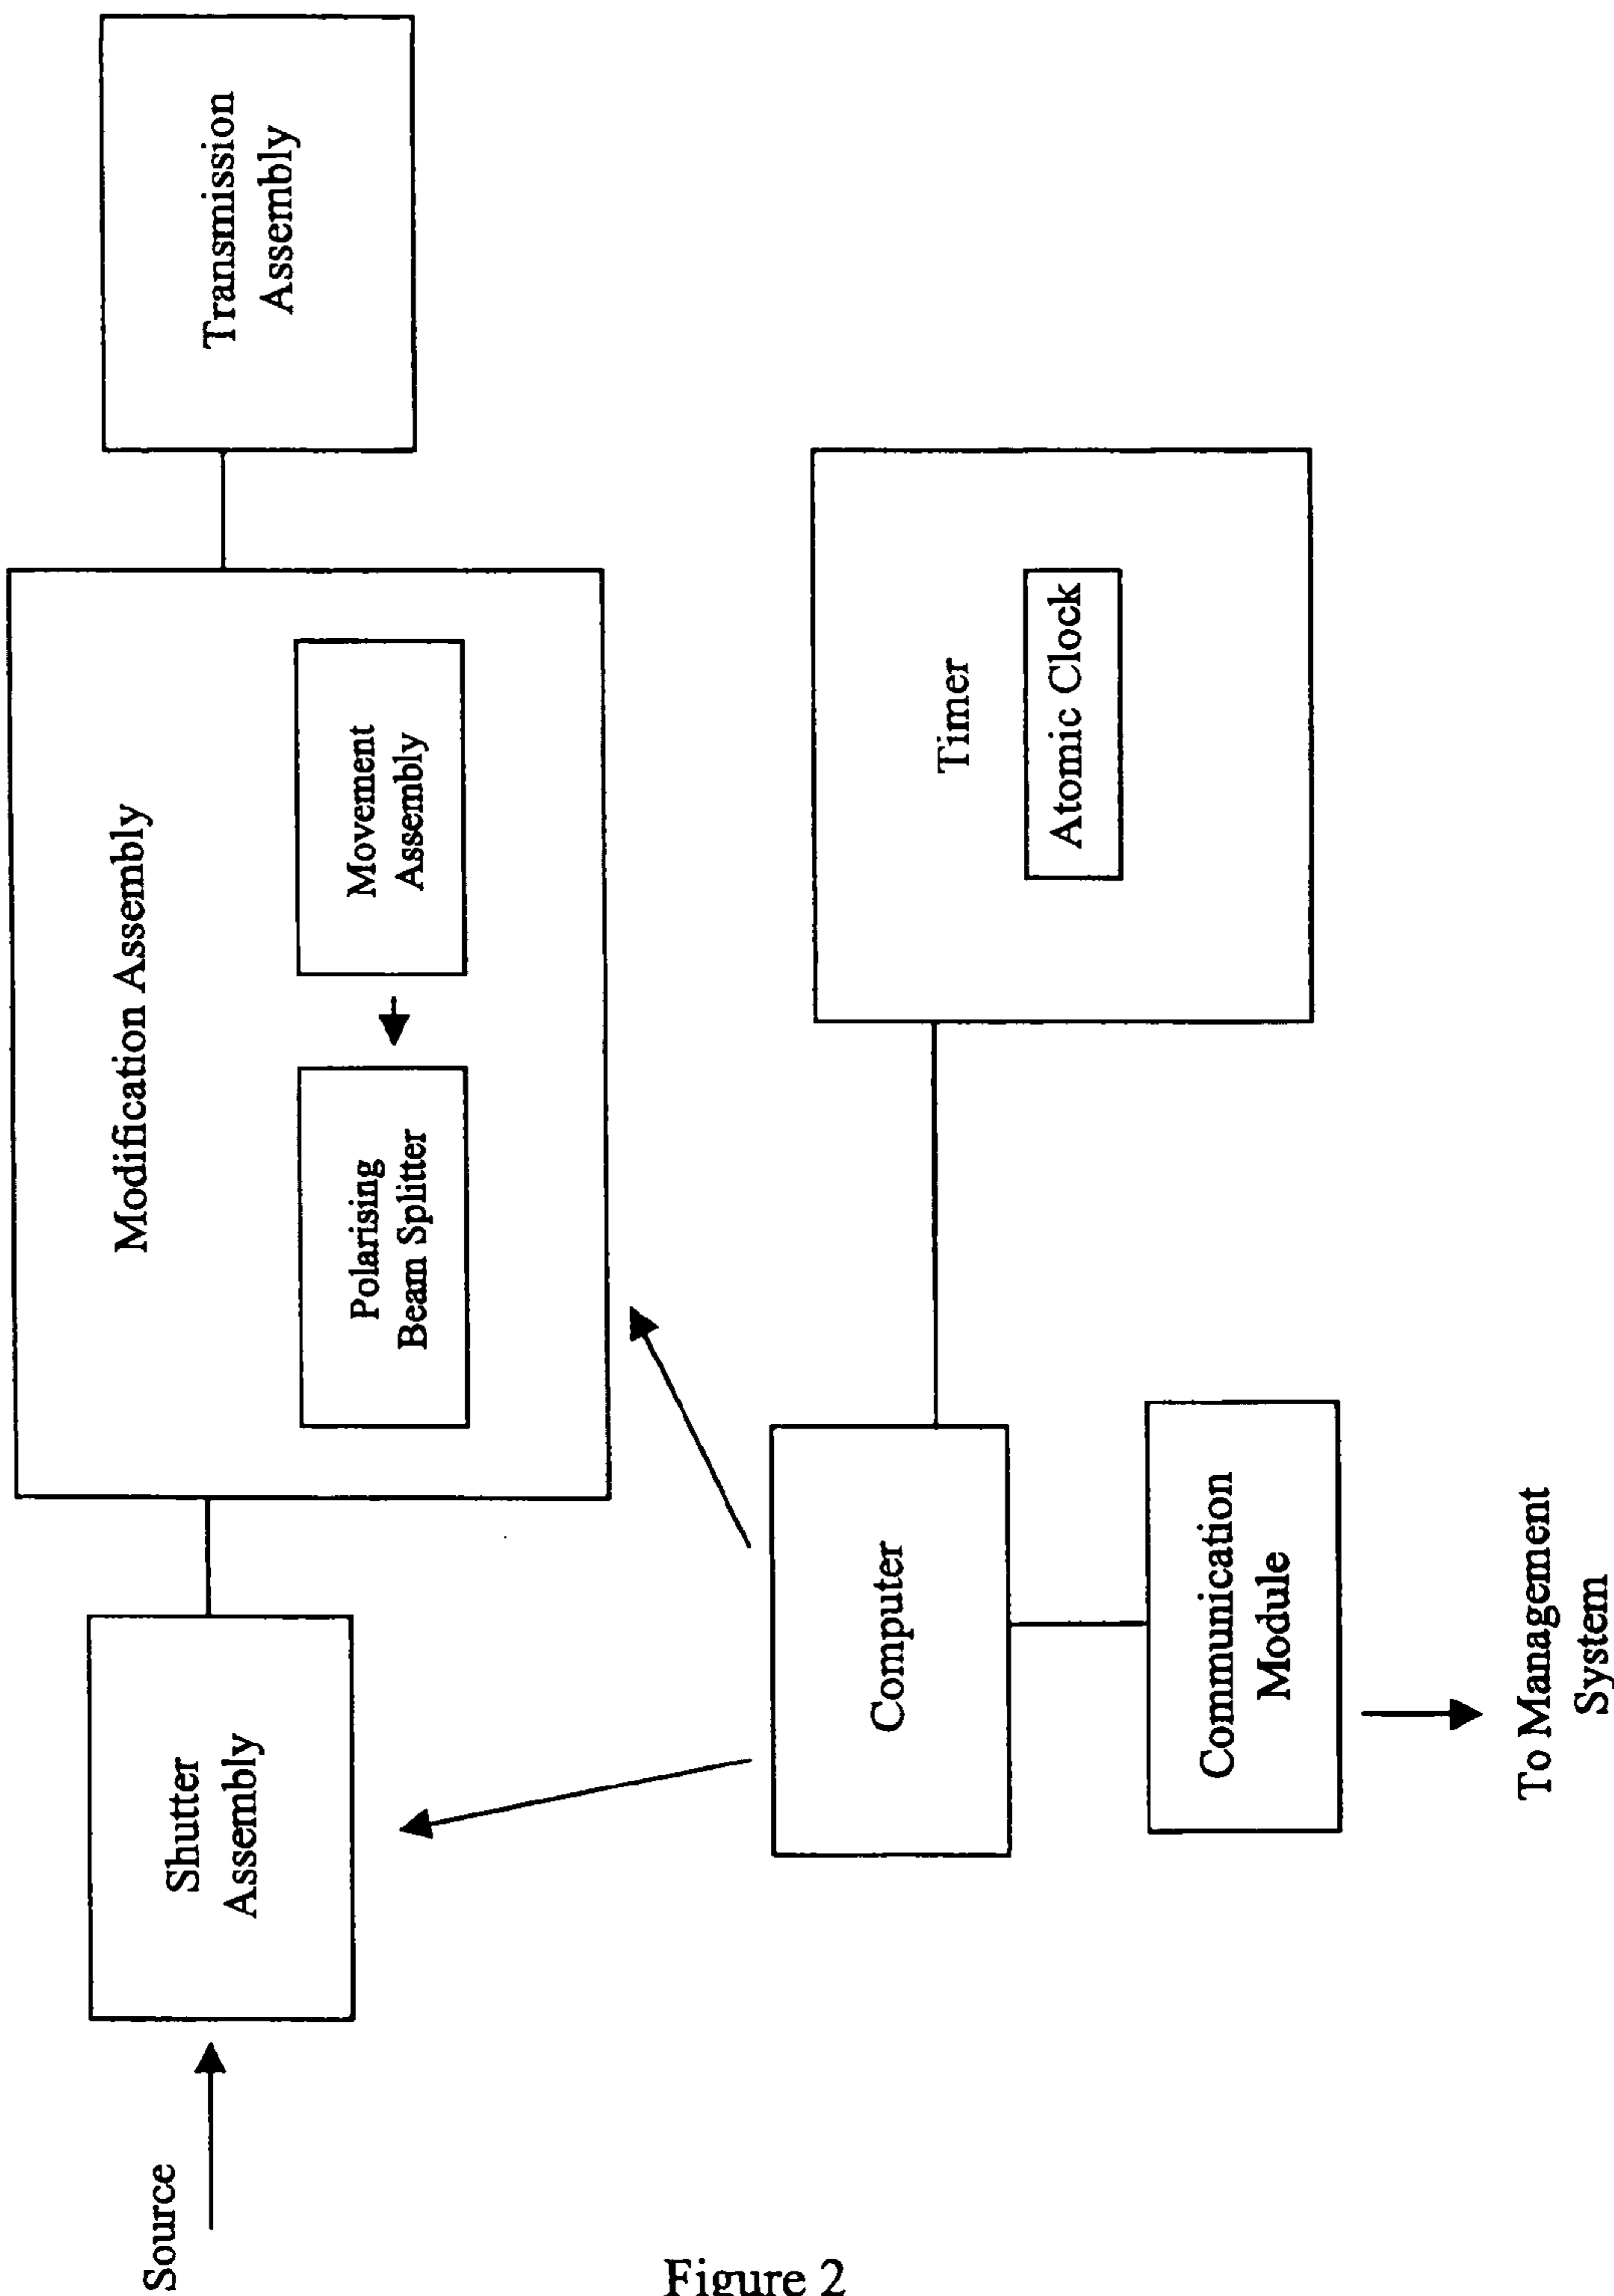 Source
Shutter
Assembly
Modification Assembly
Polarising
Beam Splitter
Movement
Assembly
Transmission
Assembly
Computer
Timer
Atomic Clock
Communication
Module
To Management
System
Figure 2